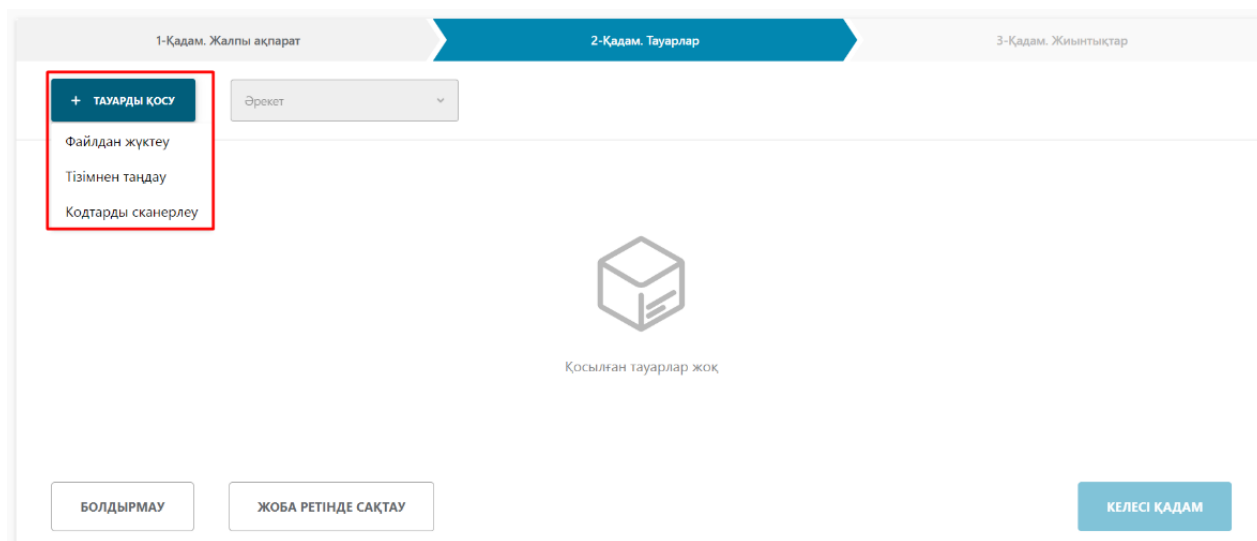 1-Қадам. Жалпы ақпарат
2-Қадам. Тауарлар
3-Қадам. Жиынтықтар
+ ТАУАРДЫ ҚОСУ
Әрекет
Файлдан жүктеу
Тізімнен таңдау
Кодтарды сканерлеу
Қосылған тауарлар жоқ
БОЛДЫРМАУ
ЖОБА РЕТІНДЕ САҚТАУ
КЕЛЕСІ ҚАДАМ